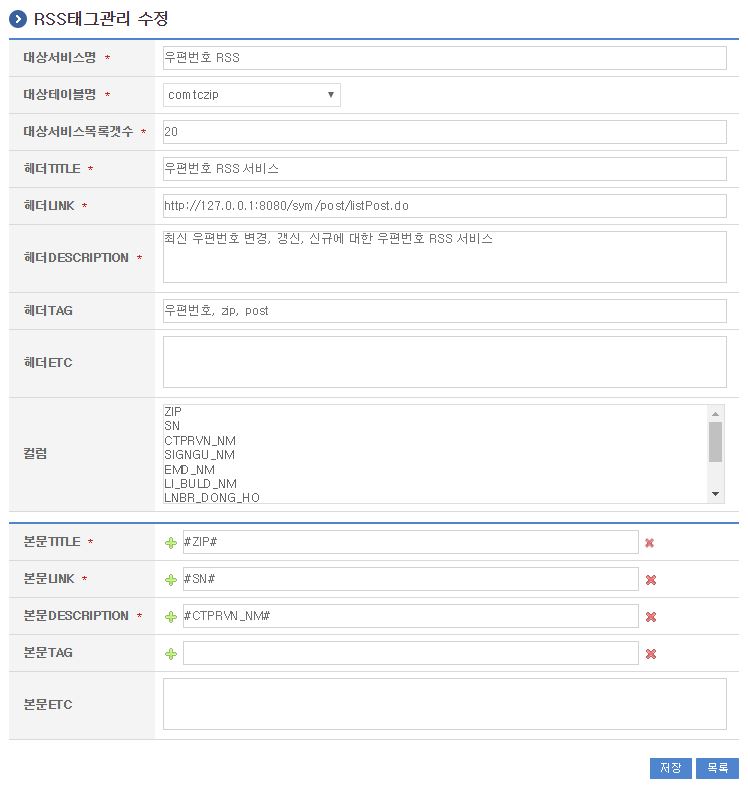 RSS태그관리 수정
대상서비스명 * 우편번호 RSS
대상테이블명 * comtczip ▼
대상서비스목록갯수 * 20
헤더TITLE * 우편번호 RSS 서비스
헤더LINK * http://127.0.0.1:8080/sym/post/listPost.do
헤더DESCRIPTION * 최신 우편번호 변경, 갱신, 신규에 대한 우편번호 RSS 서비스
헤더TAG 우편번호, zip, post
헤더ETC
컬럼
ZIP
SN
CTPRVN_NM
SIGNGU_NM
EMD_NM
LI_BULD_NM
LNBR_DONG_HO
본문TITLE * #ZIP#
본문LINK * #SN#
본문DESCRIPTION * #CTPRVN_NM#
본문TAG
본문ETC
저장 목록